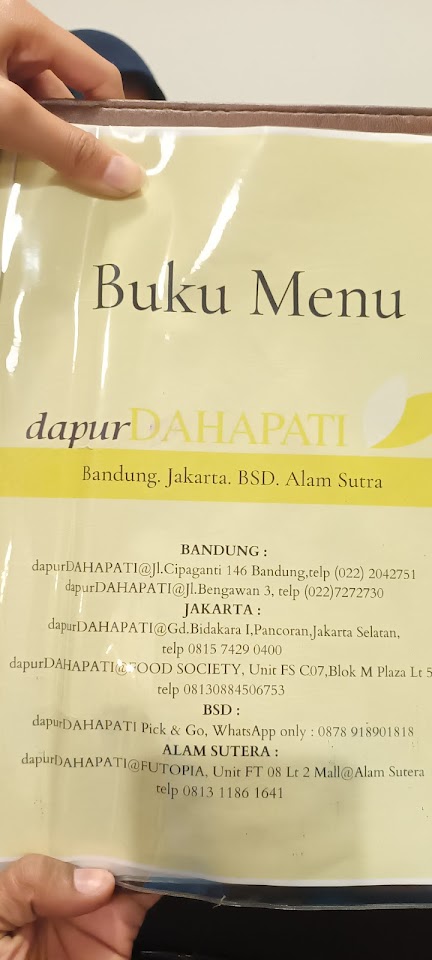 Buku Menu
dapurDAHAPATI
Bandung. Jakarta. BSD. Alam Sutra
BANDUNG :
dapurDAHAPATI@Jl.Cipaganti 146 Bandung,telp (022) 2042751
dapurDAHAPATI@Jl.Bengawan 3, telp (022)7272730
JAKARTA :
dapurDAHAPATI@Gd.Bidakara I,Pancoran,Jakarta Selatan,
telp 0815 7429 0400
dapurDAHAPATI@FOOD SOCIETY, Unit FS C07,Blok M Plaza Lt 5
telp 08130884506753
BSD :
dapurDAHAPATI Pick & Go, WhatsApp only : 0878 918901818
ALAM SUTERA :
dapurDAHAPATI@FUTOPIA, Unit FT 08 Lt 2 Mall@Alam Sutera
telp 0813 1186 1641